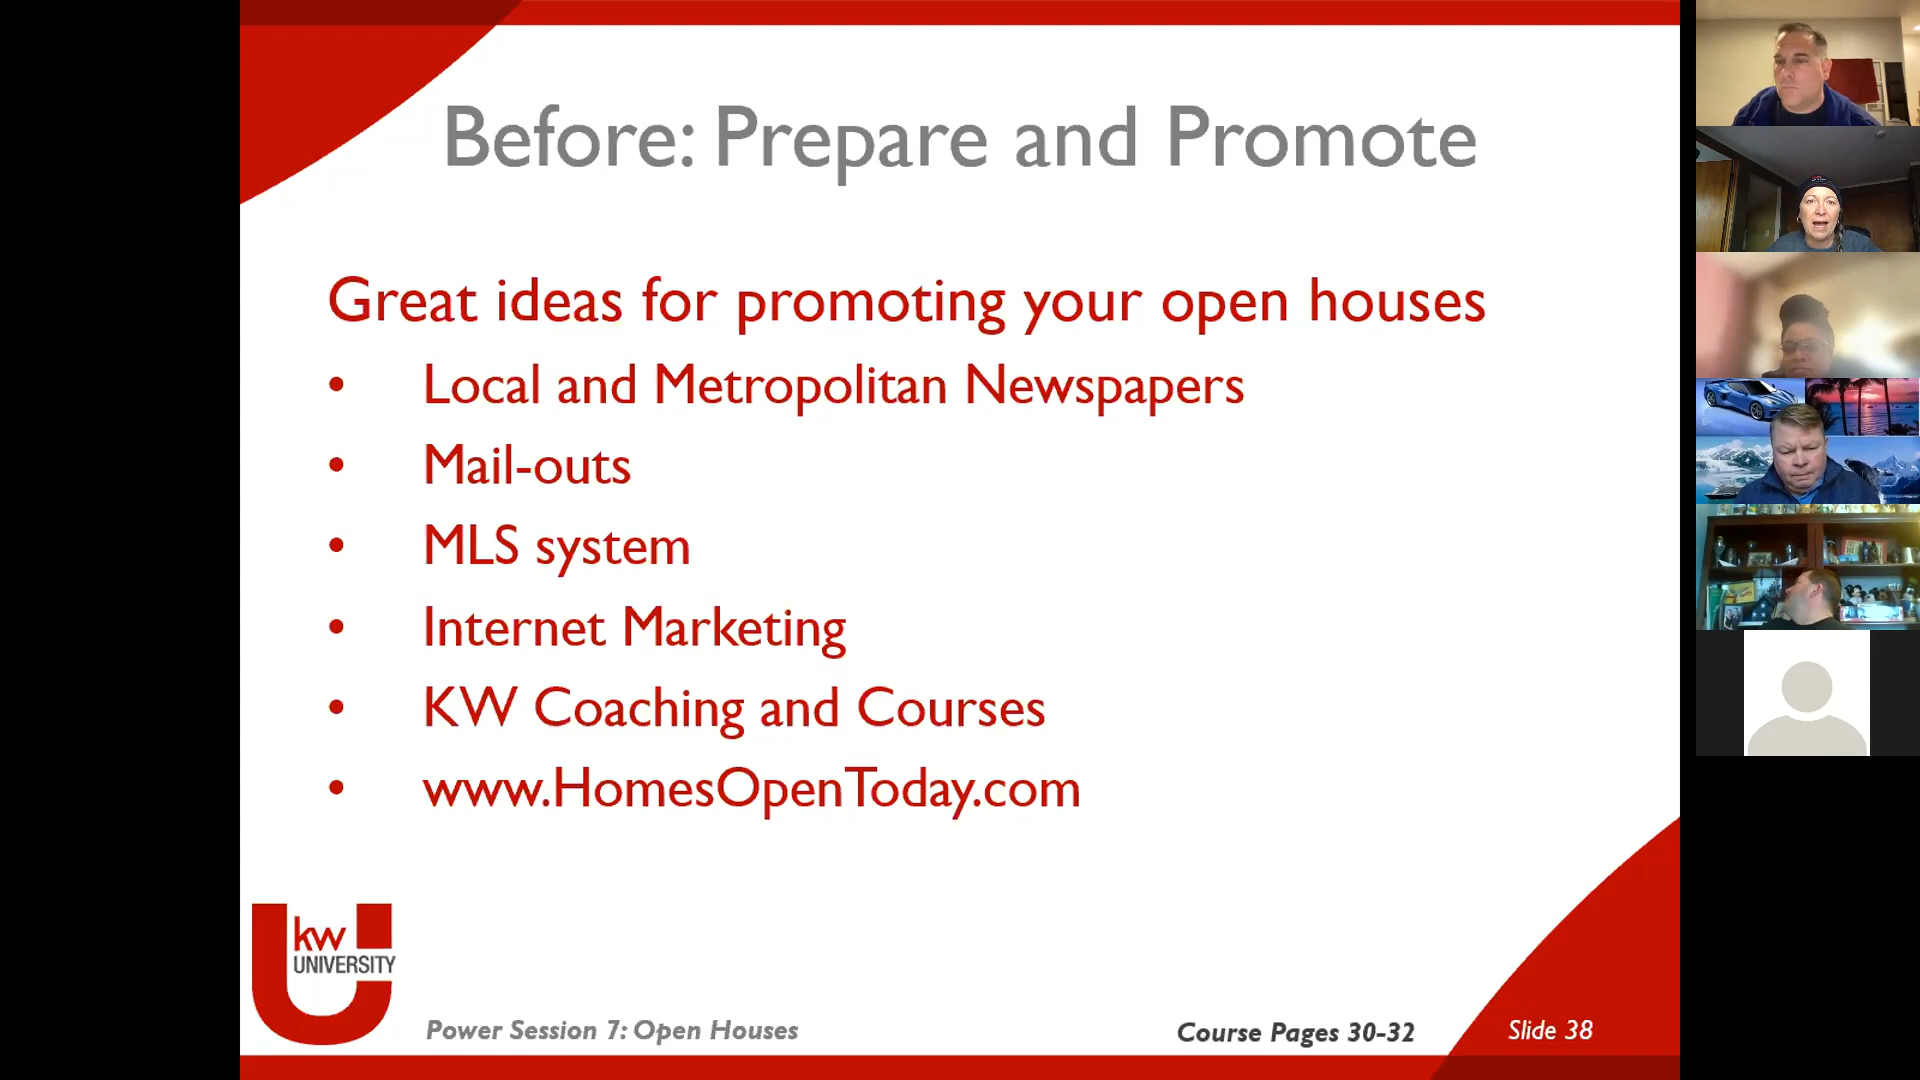 Before: Prepare and Promote
Great ideas for promoting your open houses
• Local and Metropolitan Newspapers
• Mail-outs
• MLS system
• Internet Marketing
• KW Coaching and Courses
• www.HomesOpenToday.com
kw
UNIVERSITY
Power Session 7: Open Houses
Course Pages 30-32
Slide 38